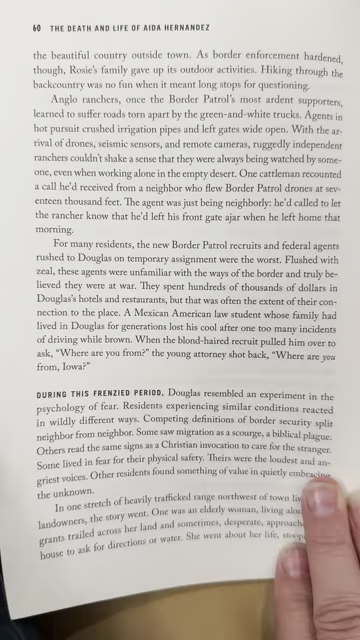 60 THE DEATH AND LIFE OF AIDA HERNANDEZ
the beautiful country outside town. As border enforcement hardened,
though, Rosie's family gave up its outdoor activities. Hiking through the
backcountry was no fun when it meant long stops for questioning.
Anglo ranchers, once the Border Patrol's most ardent supporters,
learned to suffer roads torn apart by the green-and-white trucks. Agents in
hot pursuit crushed irrigation pipes and left gates wide open. With the ar-
rival of drones, seismic sensors, and remote cameras, ruggedly independent
ranchers couldn't shake a sense that they were always being watched by some-
one, even when working alone in the empty desert. One cattleman recounted
a call he'd received from a neighbor who flew Border Patrol drones at sev-
enteen thousand feet. The agent was just being neighborly: he'd called to let
the rancher know that he'd left his front gate ajar when he left home that
morning.
For many residents, the new Border Patrol recruits and federal agents
rushed to Douglas on temporary assignment were the worst. Flushed with
zeal, these agents were unfamiliar with the ways of the border and truly be-
lieved they were at war. They spent hundreds of thousands of dollars in
Douglas's hotels and restaurants, but that was often the extent of their con-
nection to the place. A Mexican American law student whose family had
lived in Douglas for generations lost his cool after one too many incidents
of driving while brown. When the blond-haired recruit pulled him over to
ask, "Where are you from?" the young attorney shot back, "Where are you
from, Iowa?"
DURING THIS FRENZIED PERIOD, Douglas resembled an experiment in the
psychology of fear. Residents experiencing similar conditions reacted
in wildly different ways. Competing definitions of border security split
neighbor from neighbor. Some saw migration as a scourge, a biblical plague.
Others read the same signs as a Christian invocation to care for the stranger.
Some lived in fear for their physical safety. Theirs were the loudest and an-
griest voices. Other residents found something of value in quietly embracing
the unknown.
In one stretch of heavily trafficked range northwest of town
landowners, the story went. One was an elderly woman, living
grants trailed across her land and sometimes, desperate,
house to ask for directions or water. She went about her life,